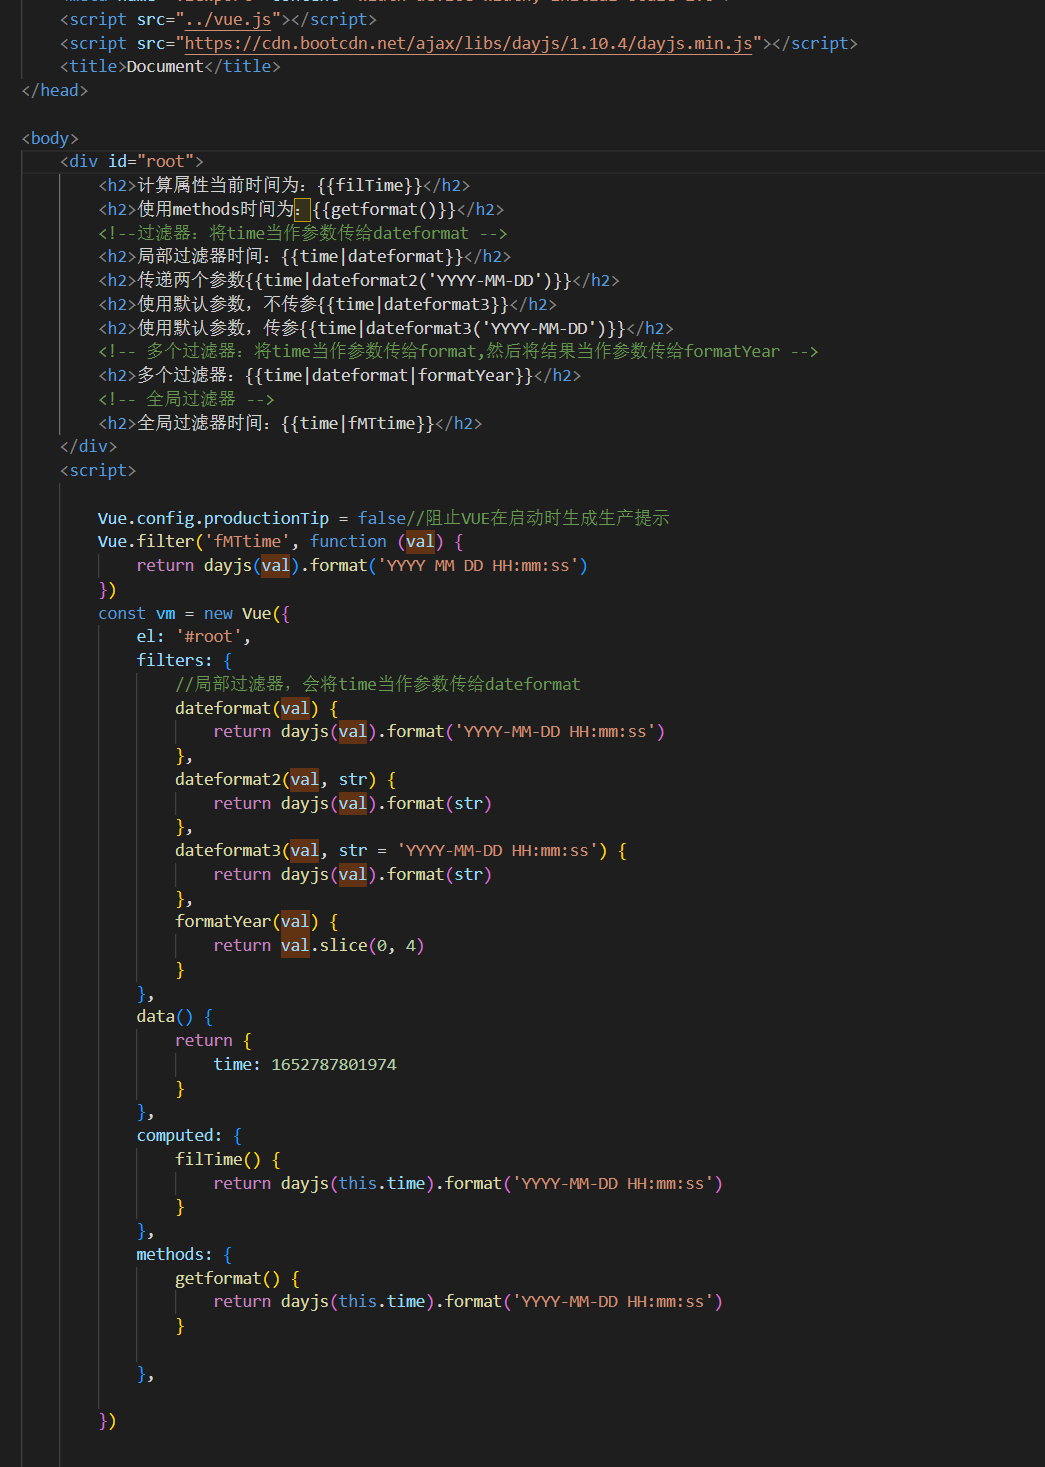 <script src="../vue.js"></script>
<script src="https://cdn.bootcdn.net/ajax/libs/dayjs/1.10.4/dayjs.min.js"></script>
<title>Document</title>
</head>
<body>
<div id="root">
<h2>计算属性当前时间为：{{filTime}}</h2>
<h2>使用methods时间为：{{getformat()}}</h2>
<!--过滤器：将time当作参数传给dateformat -->
<h2>局部过滤器时间：{{time|dateformat}}</h2>
<h2>传递两个参数{{time|dateformat2('YYYY-MM-DD')}}</h2>
<h2>使用默认参数，不传参{{time|dateformat3}}</h2>
<h2>使用默认参数，传参{{time|dateformat3('YYYY-MM-DD')}}</h2>
<!-- 多个过滤器：将time当作参数传给format,然后将结果当作参数传给formatYear -->
<h2>多个过滤器：{{time|dateformat|formatYear}}</h2>
<!-- 全局过滤器 -->
<h2>全局过滤器时间：{{time|fMTtime}}</h2>
</div>
<script>
Vue.config.productionTip = false//阻止VUE在启动时生成生产提示
Vue.filter('fMTtime', function (val) {
return dayjs(val).format('YYYY MM DD HH:mm:ss')
})
const vm = new Vue({
el: '#root',
filters: {
//局部过滤器，会将time当作参数传给dateformat
dateformat(val) {
return dayjs(val).format('YYYY-MM-DD HH:mm:ss')
},
dateformat2(val, str) {
return dayjs(val).format(str)
},
dateformat3(val, str = 'YYYY-MM-DD HH:mm:ss') {
return dayjs(val).format(str)
},
formatYear(val) {
return val.slice(0, 4)
}
},
data() {
return {
time: 1652787801974
}
},
computed: {
filTime() {
return dayjs(this.time).format('YYYY-MM-DD HH:mm:ss')
}
},
methods: {
getformat() {
return dayjs(this.time).format('YYYY-MM-DD HH:mm:ss')
}
},
})